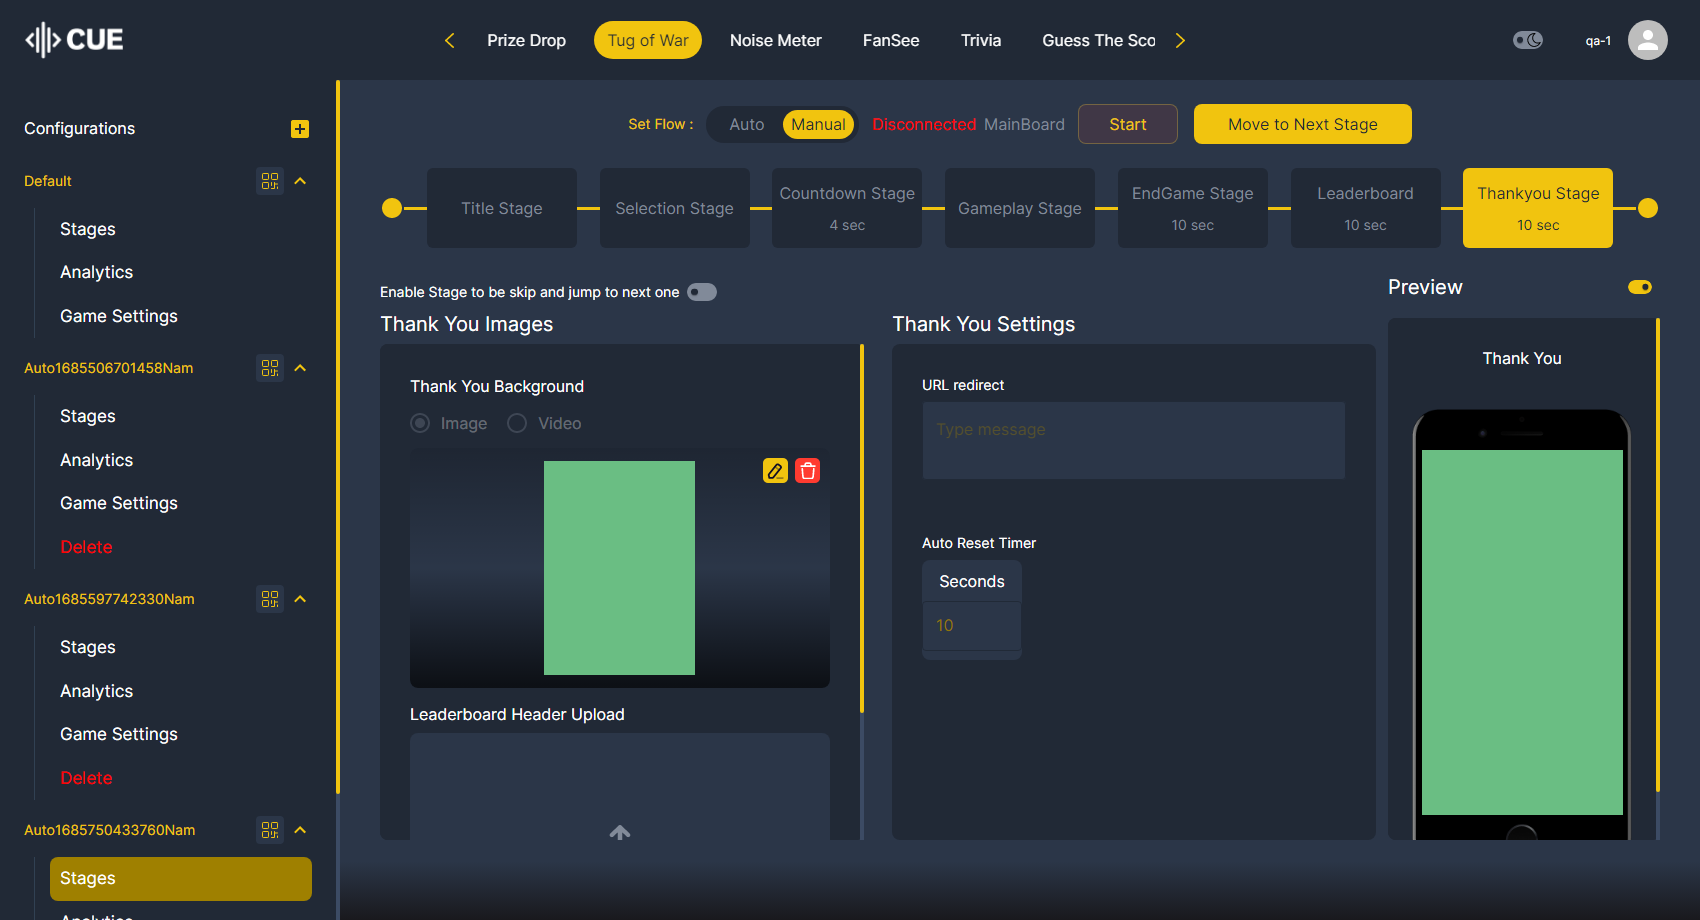 CUE
Prize Drop
Tug of War
Noise Meter
FanSee
Trivia
Guess The Sco
qa-1
Configurations
Default
Stages
Analytics
Game Settings
Auto1685506701458Nam
Stages
Analytics
Game Settings
Delete
Auto1685597742330Nam
Stages
Analytics
Game Settings
Delete
Auto1685750433760Nam
Stages
Analytics
Set Flow :
Auto
Manual
Disconnected MainBoard
Start
Move to Next Stage
Title Stage
Selection Stage
Countdown Stage
4 sec
Gameplay Stage
EndGame Stage
10 sec
Leaderboard
10 sec
Thankyou Stage
10 sec
Enable Stage to be skip and jump to next one
Thank You Images
Thank You Background
Image
Video
Leaderboard Header Upload
Thank You Settings
URL redirect
Type message
Auto Reset Timer
Seconds
10
Preview
Thank You